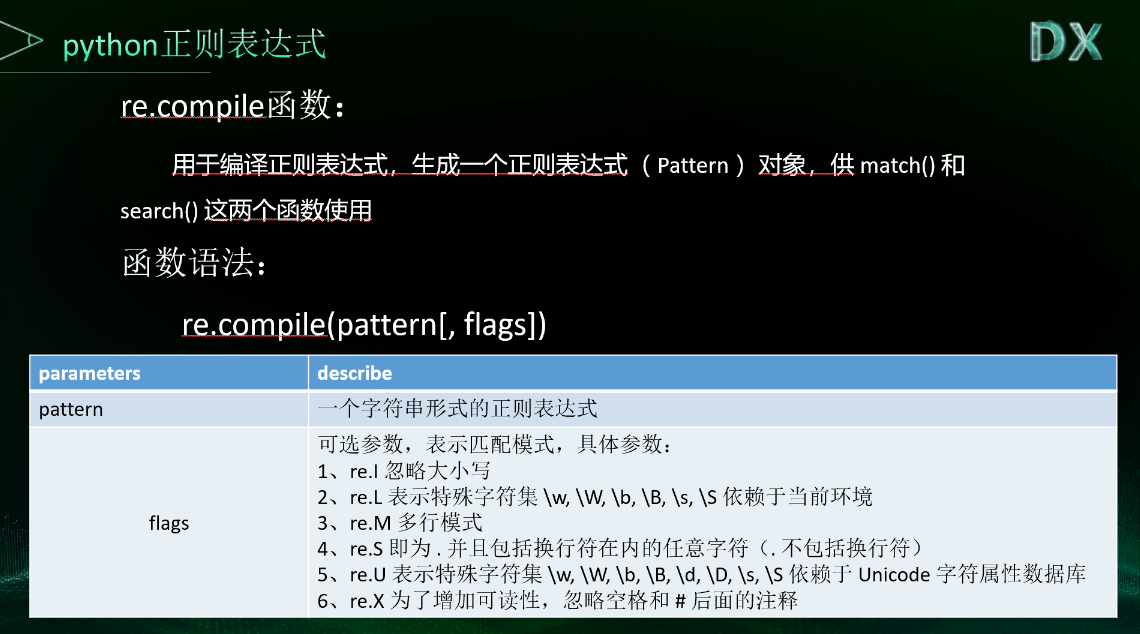 python正则表达式
DX
re.compile函数：
用于编译正则表达式，生成一个正则表达式（ Pattern ）对象，供 match() 和
search() 这两个函数使用
函数语法：
re.compile(pattern[, flags])
parameters describe
pattern 一个字符串形式的正则表达式
flags
可选参数，表示匹配模式，具体参数：
1、re.I 忽略大小写
2、re.L 表示特殊字符集 \w, \W, \b, \B, \s, \S 依赖于当前环境
3、re.M 多行模式
4、re.S 即为 . 并且包括换行符在内的任意字符（. 不包括换行符）
5、re.U 表示特殊字符集 \w, \W, \b, \B, \d, \D, \s, \S 依赖于 Unicode 字符属性数据库
6、re.X 为了增加可读性，忽略空格和 # 后面的注释